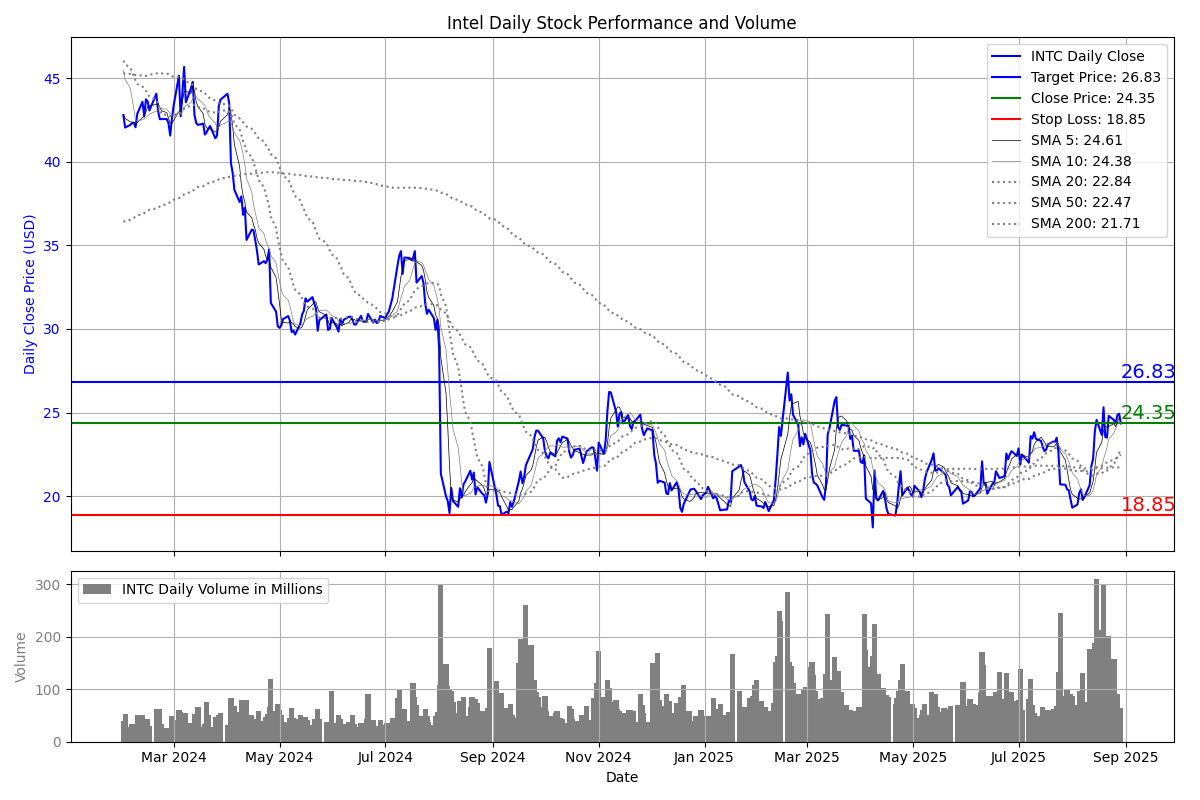 Intel Daily Stock Performance and Volume
INTC Daily Close
Target Price: 26.83
Close Price: 24.35
Stop Loss: 18.85
SMA 5: 24.61
SMA 10: 24.38
SMA 20: 22.84
SMA 50: 22.47
SMA 200: 21.71
Daily Close Price (USD)
45
40
35
30
25
20
26.83
24.35
18.85
INTC Daily Volume in Millions
Volume
300
200
100
0
Mar 2024 May 2024 Jul 2024 Sep 2024 Nov 2024 Jan 2025 Mar 2025 May 2025 Jul 2025 Sep 2025
Date